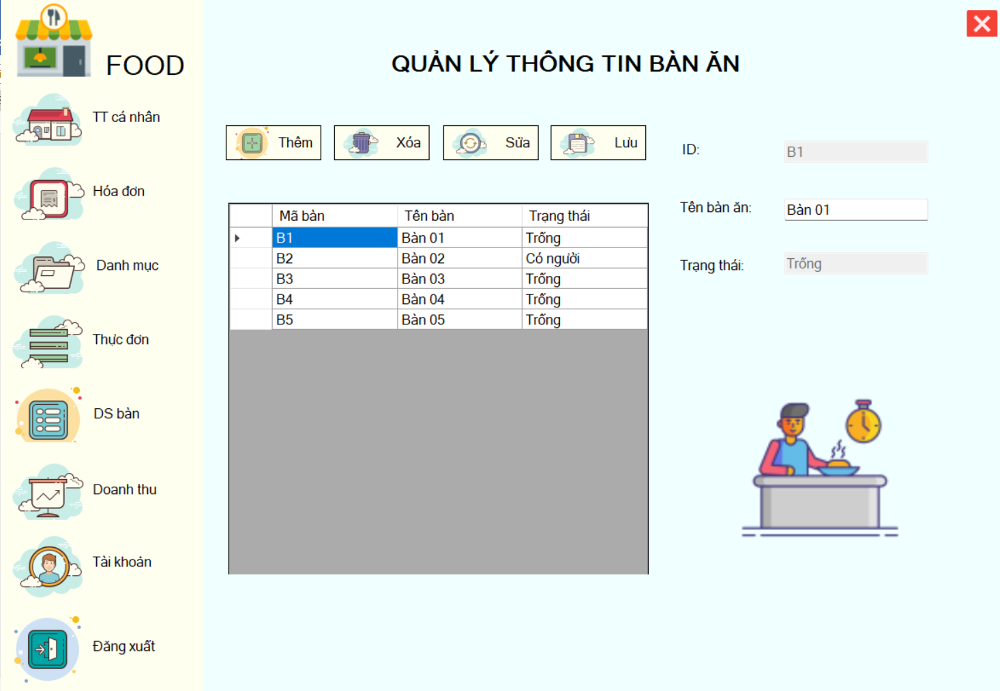 FOOD
QUẢN LÝ THÔNG TIN BÀN ĂN
TT cá nhân
Hóa đơn
Danh mục
Thực đơn
DS bàn
Doanh thu
Tài khoản
Đăng xuất
Thêm Xóa Sửa Lưu
Mã bàn Tên bàn Trạng thái
B1 Bàn 01 Trống
B2 Bàn 02 Có người
B3 Bàn 03 Trống
B4 Bàn 04 Trống
B5 Bàn 05 Trống
ID: B1
Tên bàn ăn: Bàn 01
Trạng thái: Trống